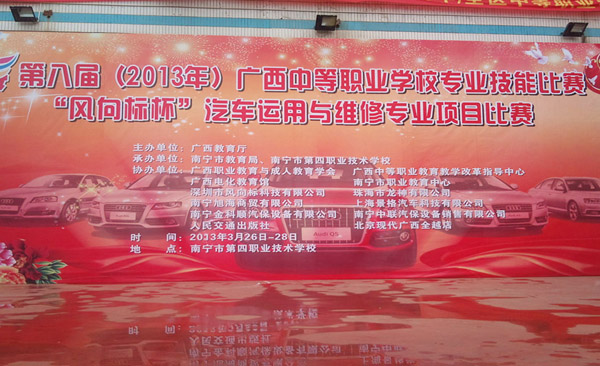 第八届（2013年）广西中等职业学校专业技能比赛
“风向标杯”汽车运用与维修专业项目比赛
主办单位：广西教育厅
承办单位：南宁市教育局、南宁市第四职业技术学校
协办单位：广西职业教育与成人教育学会 广西中等职业教育教学改革指导中心
广西电化教育馆 南宁市职业教育中心
深圳市风向标科技有限公司 珠海市龙神有限公司
南宁旭海商贸有限公司 上海景格汽车科技有限公司
南宁金科顺汽保设备有限公司 南宁中联汽保设备销售有限公司
人民交通出版社 北京现代广西全越店
时 间：2013年3月26日-28日
地 点：南宁市第四职业技术学校
Audi Q5